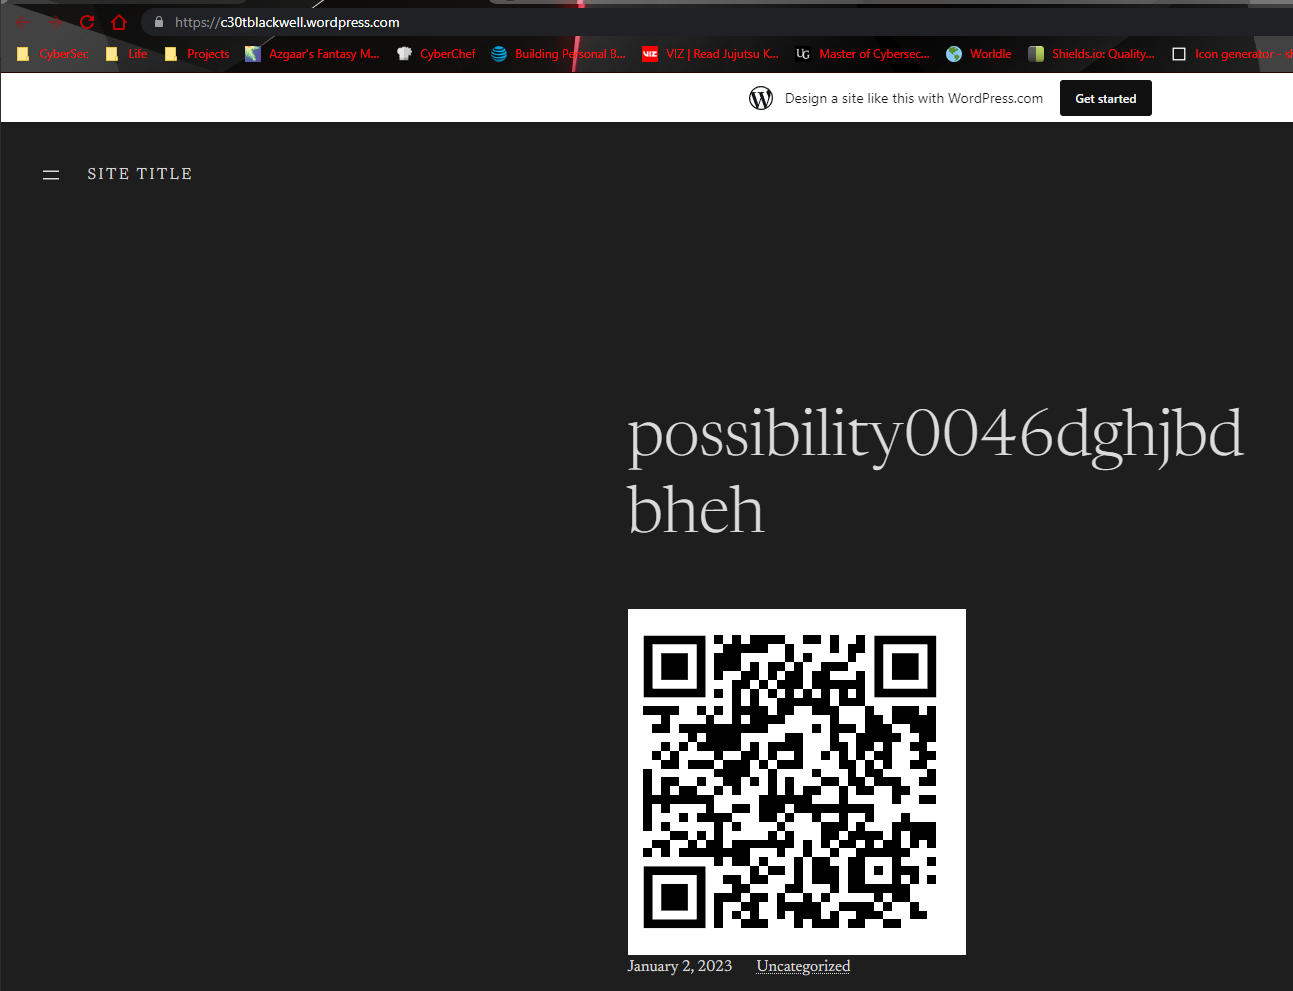 https://c30tblackwell.wordpress.com
CyberSec Life Projects Azgaar's Fantasy M... CyberChef Building Personal B... VIZ VIZ | Read Jujutsu K... UG Master of Cybersec... Worldle Shields.io: Quality... Icon generator -
W Design a site like this with WordPress.com Get started
SITE TITLE
possibility0046dghjbd
bheh
January 2, 2023 Uncategorized